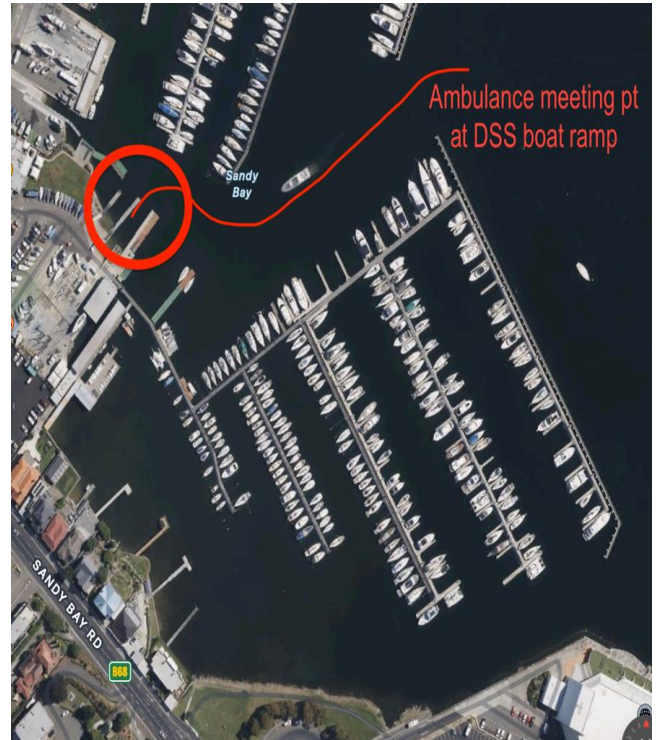 Ambulance meeting pt
at DSS boat ramp
Sandy
Bay
SANDY BAY RD
B68